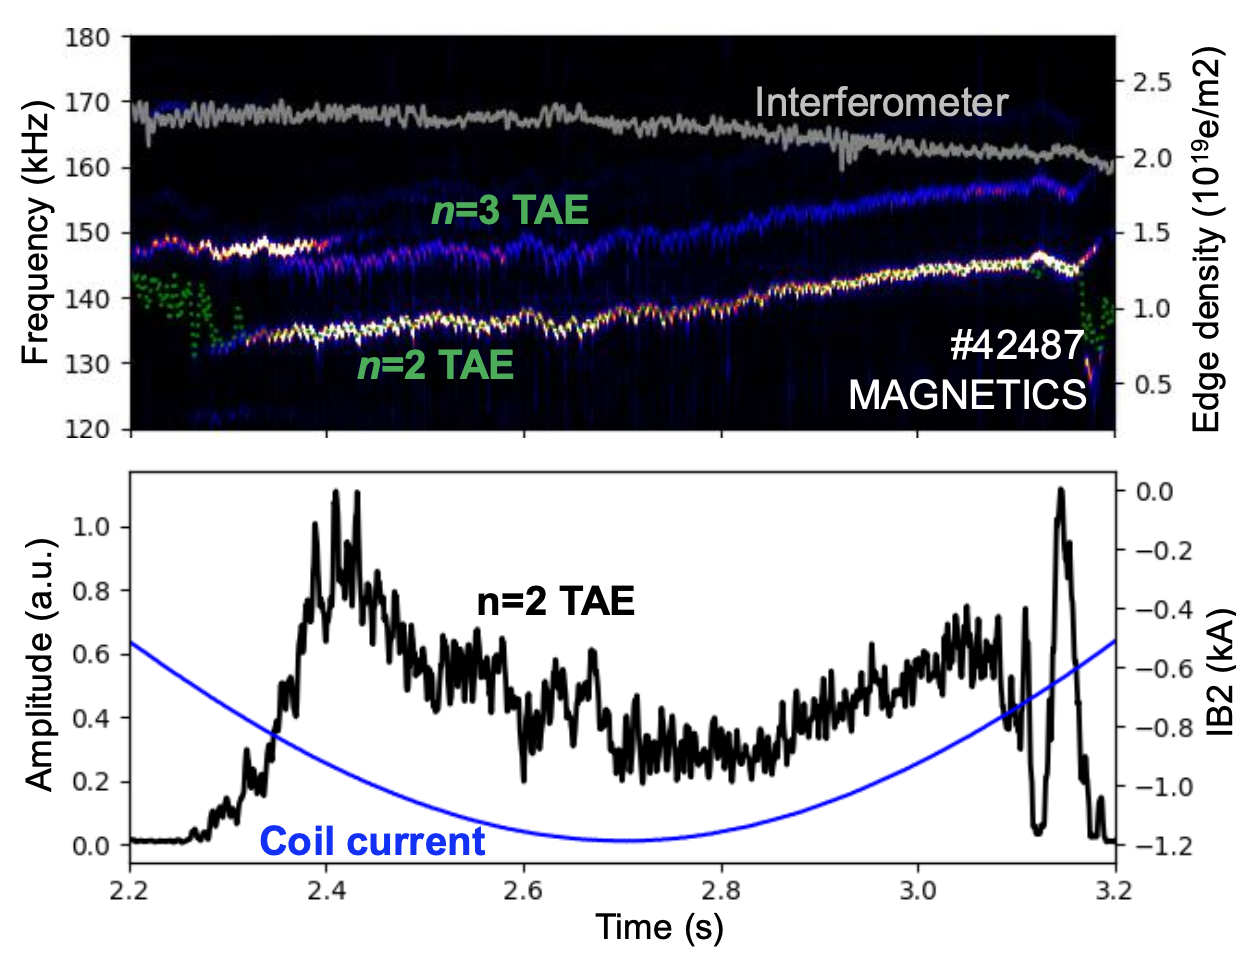 180
170
160
150
140
130
120
Frequency (kHz)
Interferometer
n=3 TAE
n=2 TAE
#42487
MAGNETICS
2.5
2.0
1.5
1.0
0.5
Edge density (10¹⁹e/m2)
1.0
0.8
0.6
0.4
0.2
0.0
Amplitude (a.u.)
n=2 TAE
Coil current
0.0
−0.2
−0.4
−0.6
−0.8
−1.0
−1.2
IB2 (kA)
2.2 2.4 2.6 2.8 3.0 3.2
Time (s)